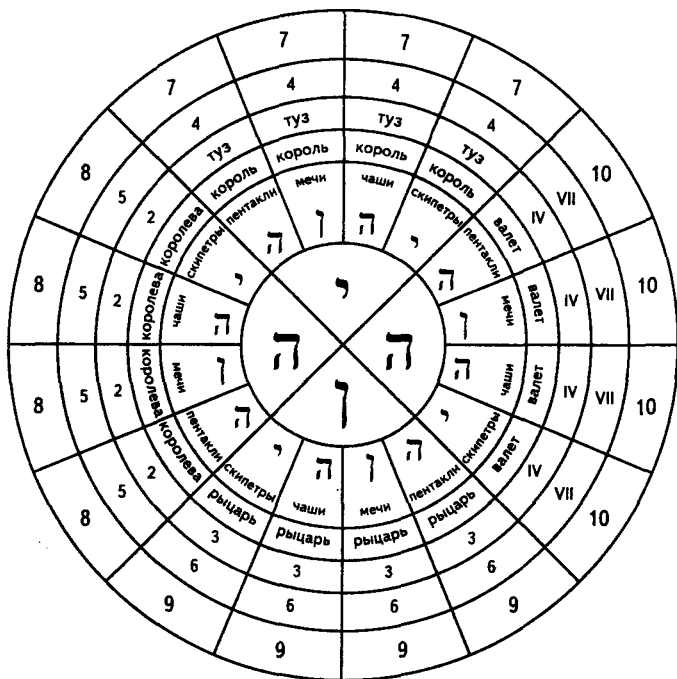 7 7 7 7 10 10 10 10 9 9 9 9 8 8 8 8
4 4 4 4 VII VII VII VII 6 6 6 6 5 5 5 5
туз туз туз туз IV IV IV IV 3 3 3 3 2 2 2 2
король король король король валет валет валет валет рыцарь рыцарь рыцарь рыцарь королева королева королева королева
пентакли мечи чаши скипетры пентакли мечи чаши скипетры пентакли мечи чаши скипетры пентакли мечи чаши скипетры
ה ן ה י ה ן ה י ה ן ה י ה ן ה י
י
ה ה
ן